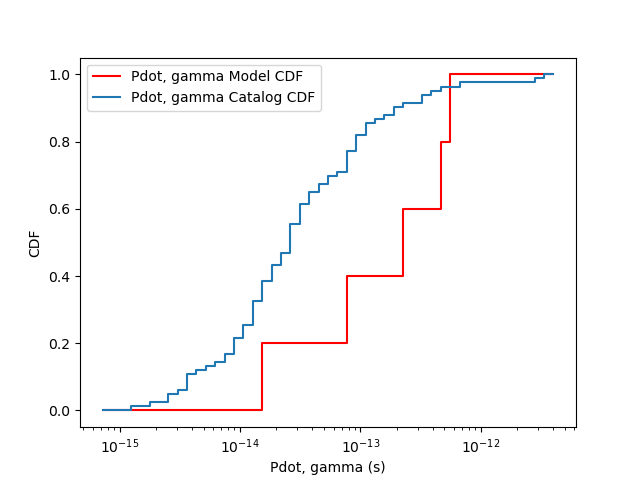 Pdot, gamma Model CDF
Pdot, gamma Catalog CDF
1.0
0.8
0.6
0.4
0.2
0.0
CDF
10⁻¹⁵ 10⁻¹⁴ 10⁻¹³ 10⁻¹²
Pdot, gamma (s)